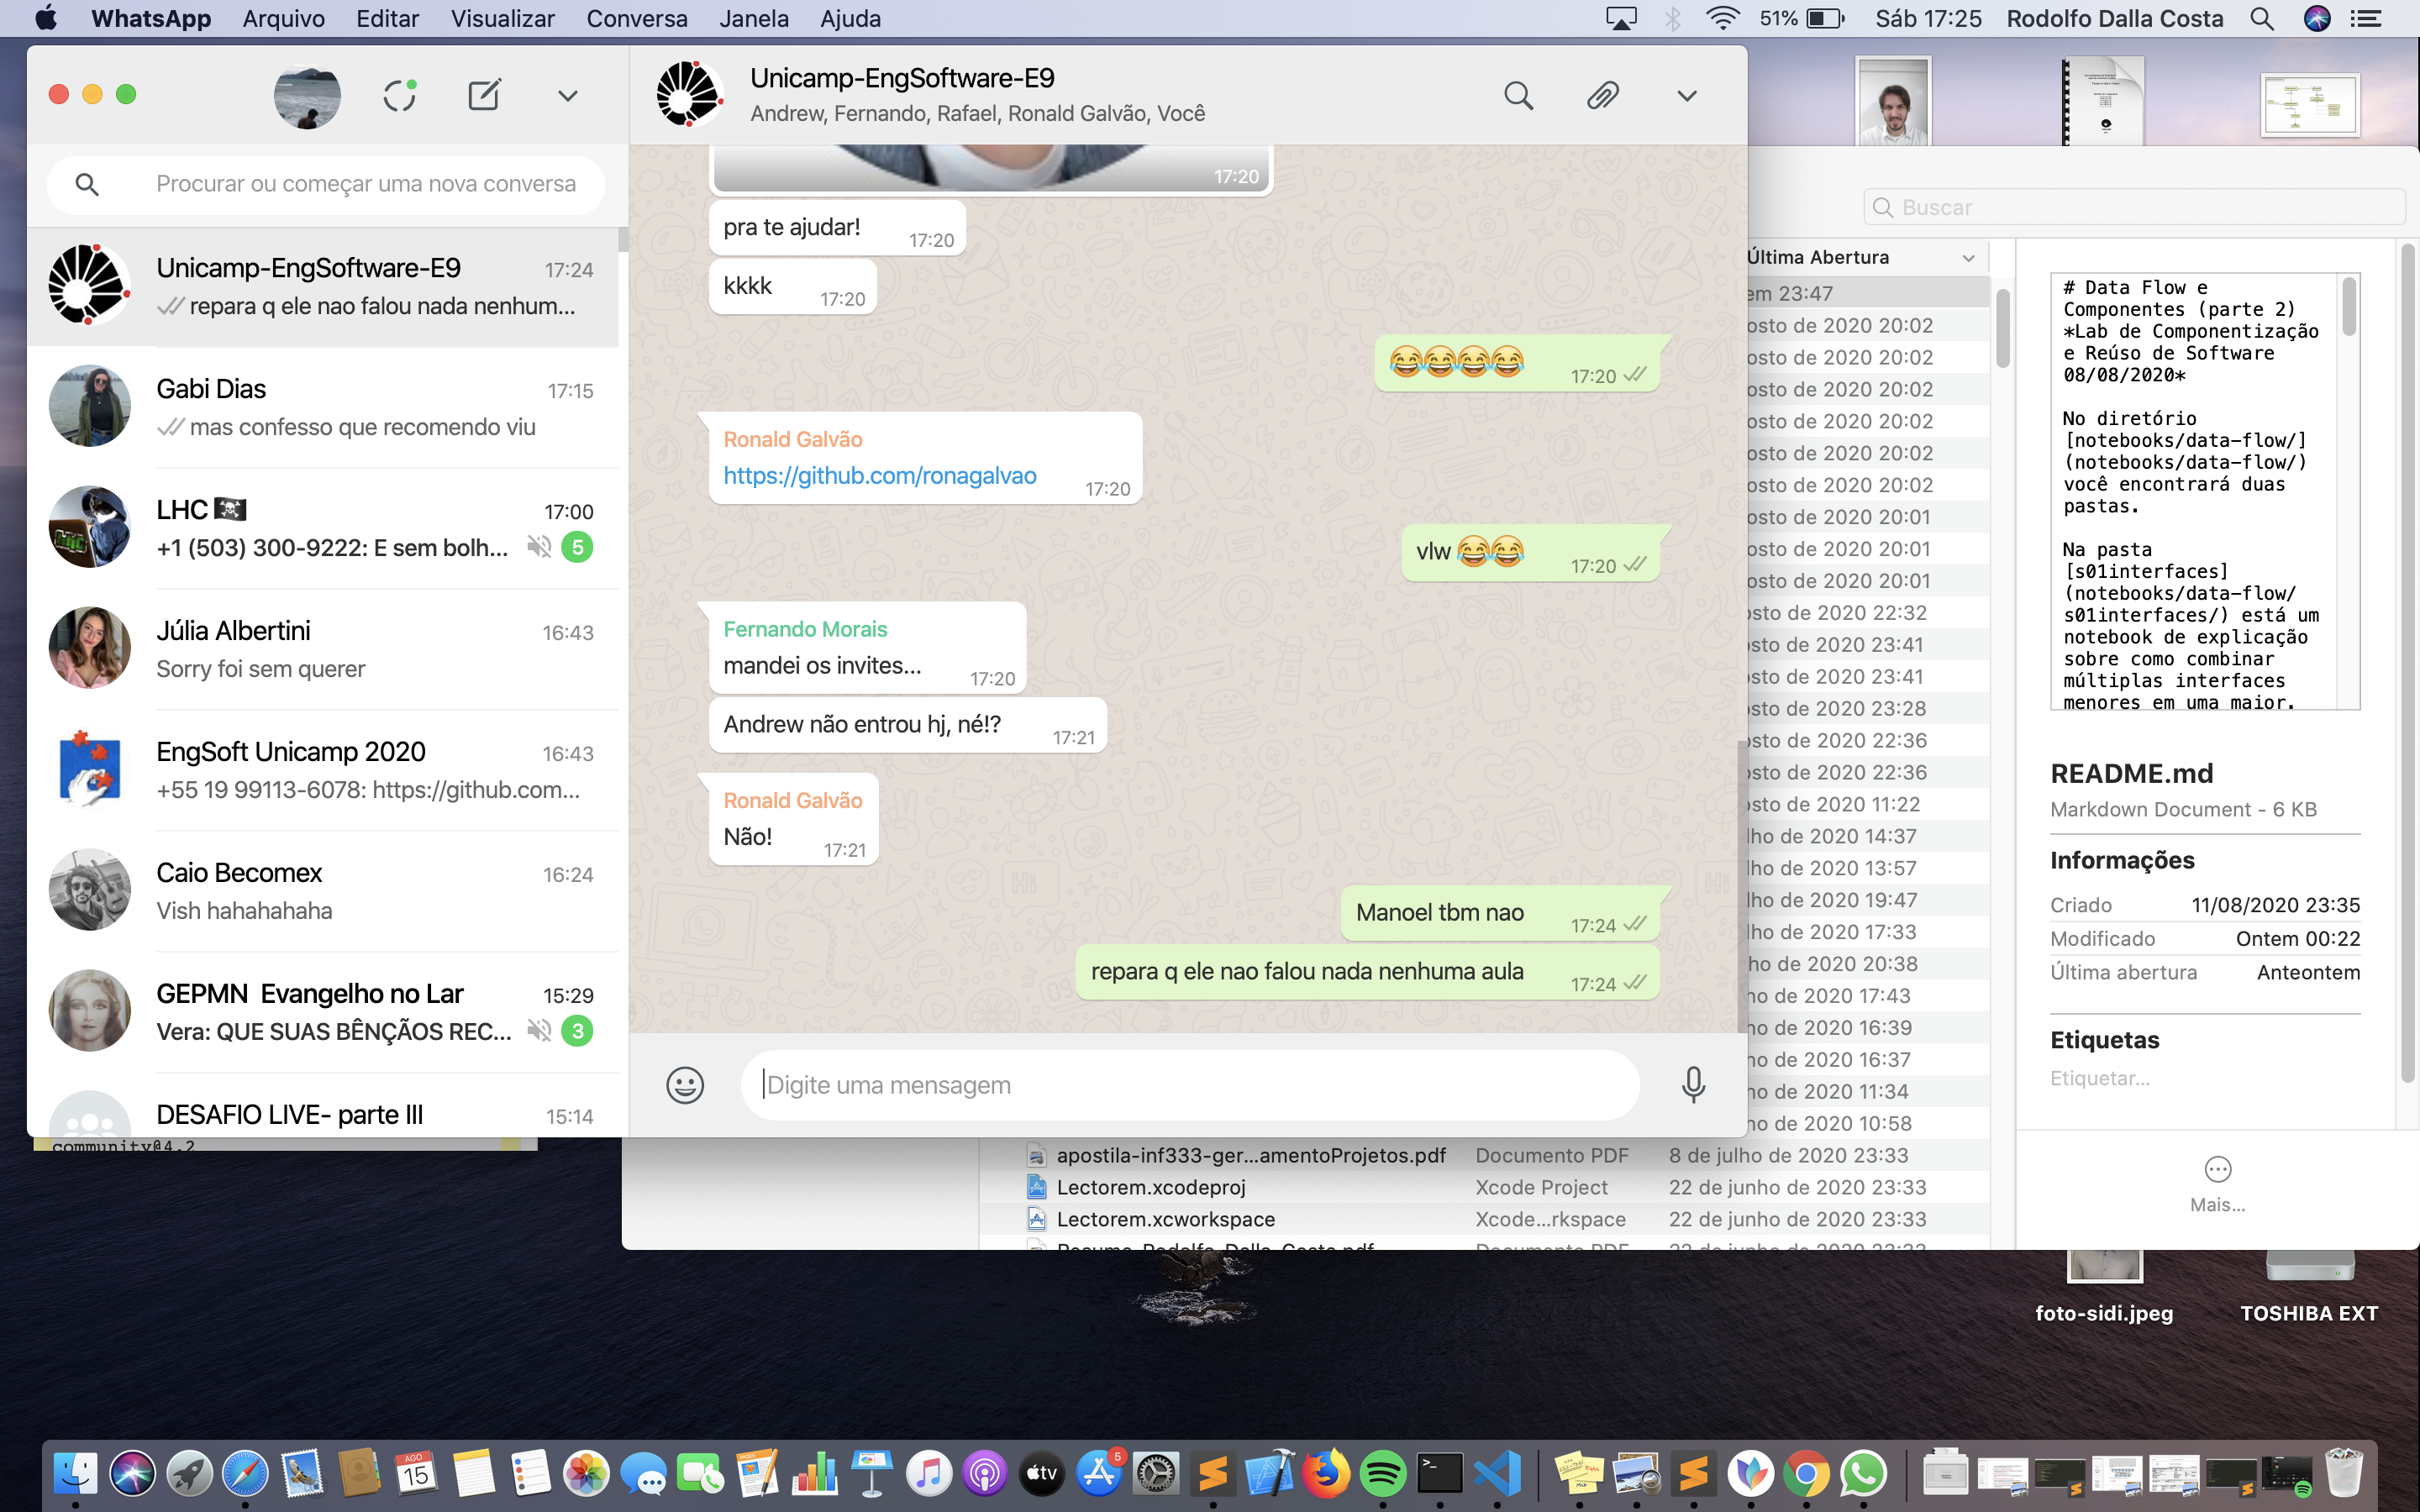 WhatsApp Arquivo Editar Visualizar Conversa Janela Ajuda 51% Sáb 17:25 Rodolfo Dalla Costa
Procurar ou começar uma nova conversa
Unicamp-EngSoftware-E9 17:24
repara q ele nao falou nada nenhum...
Gabi Dias 17:15
mas confesso que recomendo viu
LHC 17:00
+1 (503) 300-9222: E sem bolh... 5
Júlia Albertini 16:43
Sorry foi sem querer
EngSoft Unicamp 2020 16:43
+55 19 99113-6078: https://github.com...
Caio Becomex 16:24
Vish hahahahaha
GEPMN Evangelho no Lar 15:29
Vera: QUE SUAS BÊNÇÃOS REC... 3
DESAFIO LIVE- parte III 15:14
community@4.2
Unicamp-EngSoftware-E9
Andrew, Fernando, Rafael, Ronald Galvão, Você
17:20
pra te ajudar! 17:20
kkkk 17:20
😂😂😂😂 17:20
Ronald Galvão
https://github.com/ronagalvao 17:20
vlw 😂😂 17:20
Fernando Morais
mandei os invites... 17:20
Andrew não entrou hj, né!? 17:21
Ronald Galvão
Não! 17:21
Manoel tbm nao 17:24
repara q ele nao falou nada nenhuma aula 17:24
Digite uma mensagem
Buscar
Última Abertura
em 23:47
osto de 2020 20:02
osto de 2020 20:02
osto de 2020 20:02
osto de 2020 20:02
osto de 2020 20:02
osto de 2020 20:02
osto de 2020 20:01
osto de 2020 20:01
osto de 2020 20:01
osto de 2020 22:32
osto de 2020 23:41
osto de 2020 23:41
osto de 2020 23:28
osto de 2020 22:36
osto de 2020 22:36
osto de 2020 11:22
lho de 2020 14:37
lho de 2020 13:57
lho de 2020 19:47
lho de 2020 17:33
ho de 2020 20:38
no de 2020 17:43
no de 2020 16:39
no de 2020 16:37
no de 2020 11:34
no de 2020 10:58
apostila-inf333-ger...amentoProjetos.pdf Documento PDF 8 de julho de 2020 23:33
Lectorem.xcodeproj Xcode Project 22 de junho de 2020 23:33
Lectorem.xcworkspace Xcode...rkspace 22 de junho de 2020 23:33
Resume-Rodolfo-Dalla-Costa.pdf Documento PDF 22 de junho de 2020 23:33
# Data Flow e
Componentes (parte 2)
*Lab de Componentização
e Reúso de Software
08/08/2020*
No diretório
[notebooks/data-flow/]
(notebooks/data-flow/)
você encontrará duas
pastas.
Na pasta
[s01interfaces]
(notebooks/data-flow/
s01interfaces/) está um
notebook de explicação
sobre como combinar
múltiplas interfaces
menores em uma maior.
README.md
Markdown Document - 6 KB
Informações
Criado 11/08/2020 23:35
Modificado Ontem 00:22
Última abertura Anteontem
Etiquetas
Etiquetar...
Mais...
foto-sidi.jpeg
TOSHIBA EXT
AGO
15
tv
5